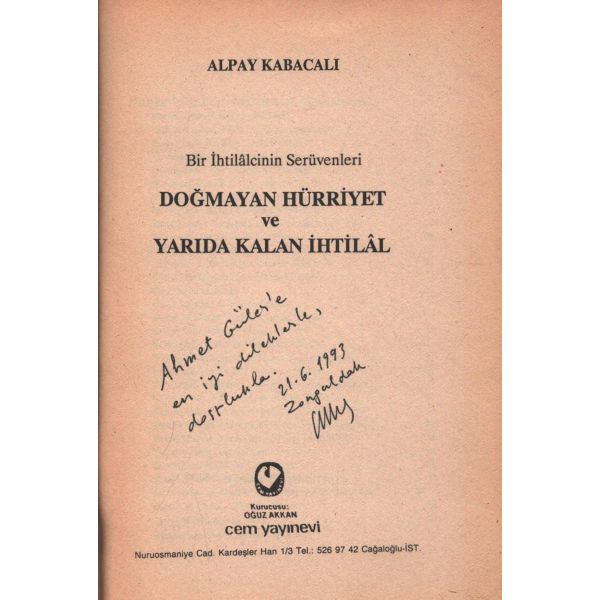 ALPAY KABACALI
Bir İhtilâlcinin Serüvenleri
DOĞMAYAN HÜRRİYET
ve
YARIDA KALAN İHTİLÂL
Ahmet Güler'e
en iyi dileklerle,
dostlukla.
21.6.1993
Zonguldak
CEM YAYINEVİ
Kurucusu:
OĞUZ AKKAN
cem yayınevi
Nuruosmaniye Cad. Kardeşler Han 1/3 Tel.: 526 97 42 Cağaloğlu-İST.